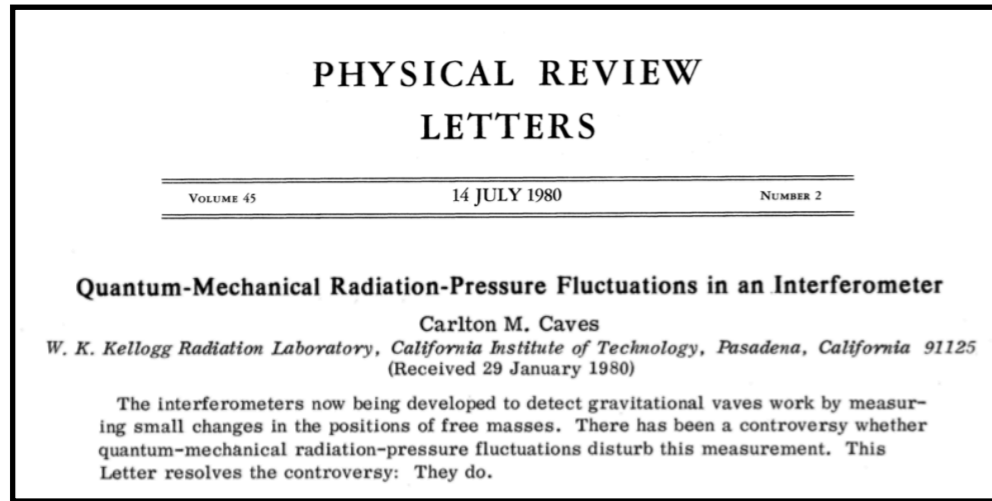 PHYSICAL REVIEW
LETTERS
VOLUME 45 14 JULY 1980 NUMBER 2
Quantum-Mechanical Radiation-Pressure Fluctuations in an Interferometer
Carlton M. Caves
W. K. Kellogg Radiation Laboratory, California Institute of Technology, Pasadena, California 91125
(Received 29 January 1980)
The interferometers now being developed to detect gravitational vaves work by measur-
ing small changes in the positions of free masses. There has been a controversy whether
quantum-mechanical radiation-pressure fluctuations disturb this measurement. This
Letter resolves the controversy: They do.